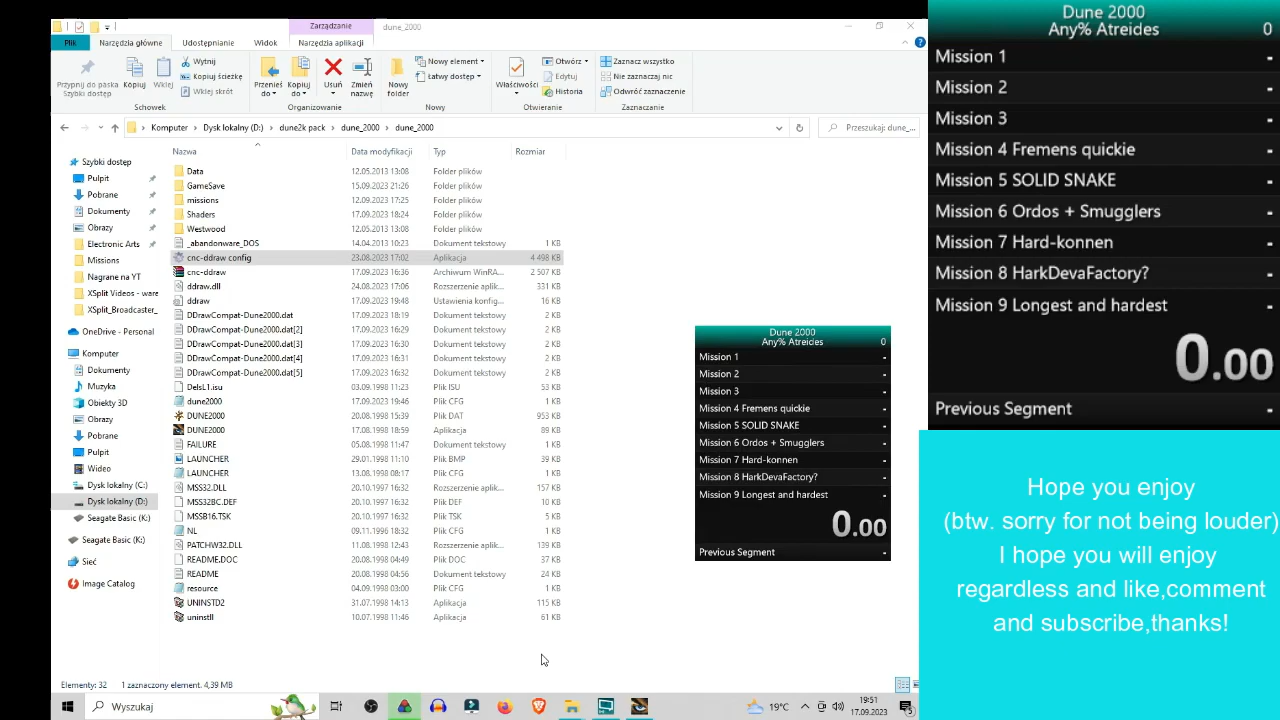 Zarządzanie
dune_2000
Plik
Narzędzia główne
Udostępnianie
Widok
Narzędzia aplikacji
Przypnij do paska
Szybki dostęp
Kopiuj
Wklej
Wytnij
Kopiuj ścieżkę
Wklej skrót
Schowek
Przenieś do
Kopiuj do
Usuń
Zmień nazwę
Organizowanie
Nowy folder
Nowy element
Łatwy dostęp
Nowy
Właściwości
Otwórz
Edytuj
Historia
Otwieranie
Zaznacz wszystko
Nie zaznaczaj nic
Odwróć zaznaczenie
Zaznaczanie
Komputer > Dysk lokalny (D:) > dune2k pack > dune_2000 > dune_2000
Przeszukaj: dune_...
Nazwa Data modyfikacji Typ Rozmiar
Szybki dostęp
Pulpit
Pobrane
Dokumenty
Obrazy
Electronic Arts
Missions
Nagrane na YT
XSplit Videos - ware
XSplit_Broadcaster_
OneDrive - Personal
Komputer
Dokumenty
Muzyka
Obiekty 3D
Obrazy
Pobrane
Pulpit
Wideo
Dysk lokalny (C:)
Dysk lokalny (D:)
Seagate Basic (K:)
Seagate Basic (K:)
Sieć
Image Catalog
Data 12.05.2013 13:08 Folder plików
GameSave 15.09.2023 21:26 Folder plików
missions 12.09.2023 17:25 Folder plików
Shaders 17.09.2023 18:24 Folder plików
Westwood 12.05.2013 13:08 Folder plików
_abandonware_DOS 14.04.2013 10:23 Dokument tekstowy 1 KB
cnc-ddraw config 23.08.2023 17:02 Aplikacja 4 498 KB
cnc-ddraw 17.09.2023 16:36 Archiwum WinRA... 2 507 KB
ddraw.dll 24.08.2023 17:06 Rozszerzenie aplik... 331 KB
ddraw 17.09.2023 19:48 Ustawienia konfig... 16 KB
DDrawCompat-Dune2000.dat 17.09.2023 18:19 Dokument tekstowy 2 KB
DDrawCompat-Dune2000.dat[2] 17.09.2023 16:29 Dokument tekstowy 2 KB
DDrawCompat-Dune2000.dat[3] 17.09.2023 16:30 Dokument tekstowy 2 KB
DDrawCompat-Dune2000.dat[4] 17.09.2023 16:31 Dokument tekstowy 2 KB
DDrawCompat-Dune2000.dat[5] 17.09.2023 16:32 Dokument tekstowy 2 KB
DelsL1.isu 03.09.1998 11:23 Plik ISU 53 KB
dune2000 17.09.2023 19:46 Plik CFG 1 KB
DUNE2000 20.08.1998 15:39 Plik DAT 953 KB
DUNE2000 17.08.1998 18:59 Aplikacja 89 KB
FAILURE 05.08.1998 11:47 Dokument tekstowy 1 KB
LAUNCHER 29.01.1998 11:10 Plik BMP 39 KB
LAUNCHER 13.08.1998 08:17 Plik CFG 1 KB
MSS32.DLL 20.10.1997 16:32 Rozszerzenie aplik... 157 KB
MSS32BC.DEF 20.10.1997 16:32 Plik DEF 10 KB
MSSB16.TSK 20.10.1997 16:32 Plik TSK 5 KB
NL 09.11.1996 18:32 Plik CFG 1 KB
PATCHW32.DLL 11.08.1998 12:43 Rozszerzenie aplik... 139 KB
README.DOC 20.08.1998 04:49 Plik DOC 37 KB
README 20.08.1998 04:56 Dokument tekstowy 24 KB
resource 04.09.1998 03:00 Plik CFG 1 KB
UNINSTD2 31.07.1998 14:13 Aplikacja 115 KB
uninstll 10.07.1998 11:46 Aplikacja 61 KB
Elementy: 32 1 zaznaczony element. 4,39 MB
Dune 2000
Any% Atreides 0
Mission 1 -
Mission 2 -
Mission 3 -
Mission 4 Fremens quickie -
Mission 5 SOLID SNAKE -
Mission 6 Ordos + Smugglers -
Mission 7 Hard-konnen -
Mission 8 HarkDevaFactory? -
Mission 9 Longest and hardest -
0.00
Previous Segment -
Wyszukaj
19°C
19:51
17.09.2023
Dune 2000
Any% Atreides 0
Mission 1 -
Mission 2 -
Mission 3 -
Mission 4 Fremens quickie -
Mission 5 SOLID SNAKE -
Mission 6 Ordos + Smugglers -
Mission 7 Hard-konnen -
Mission 8 HarkDevaFactory? -
Mission 9 Longest and hardest -
0.00
Previous Segment -
Hope you enjoy
(btw. sorry for not being louder)
I hope you will enjoy
regardless and like,comment
and subscribe,thanks!